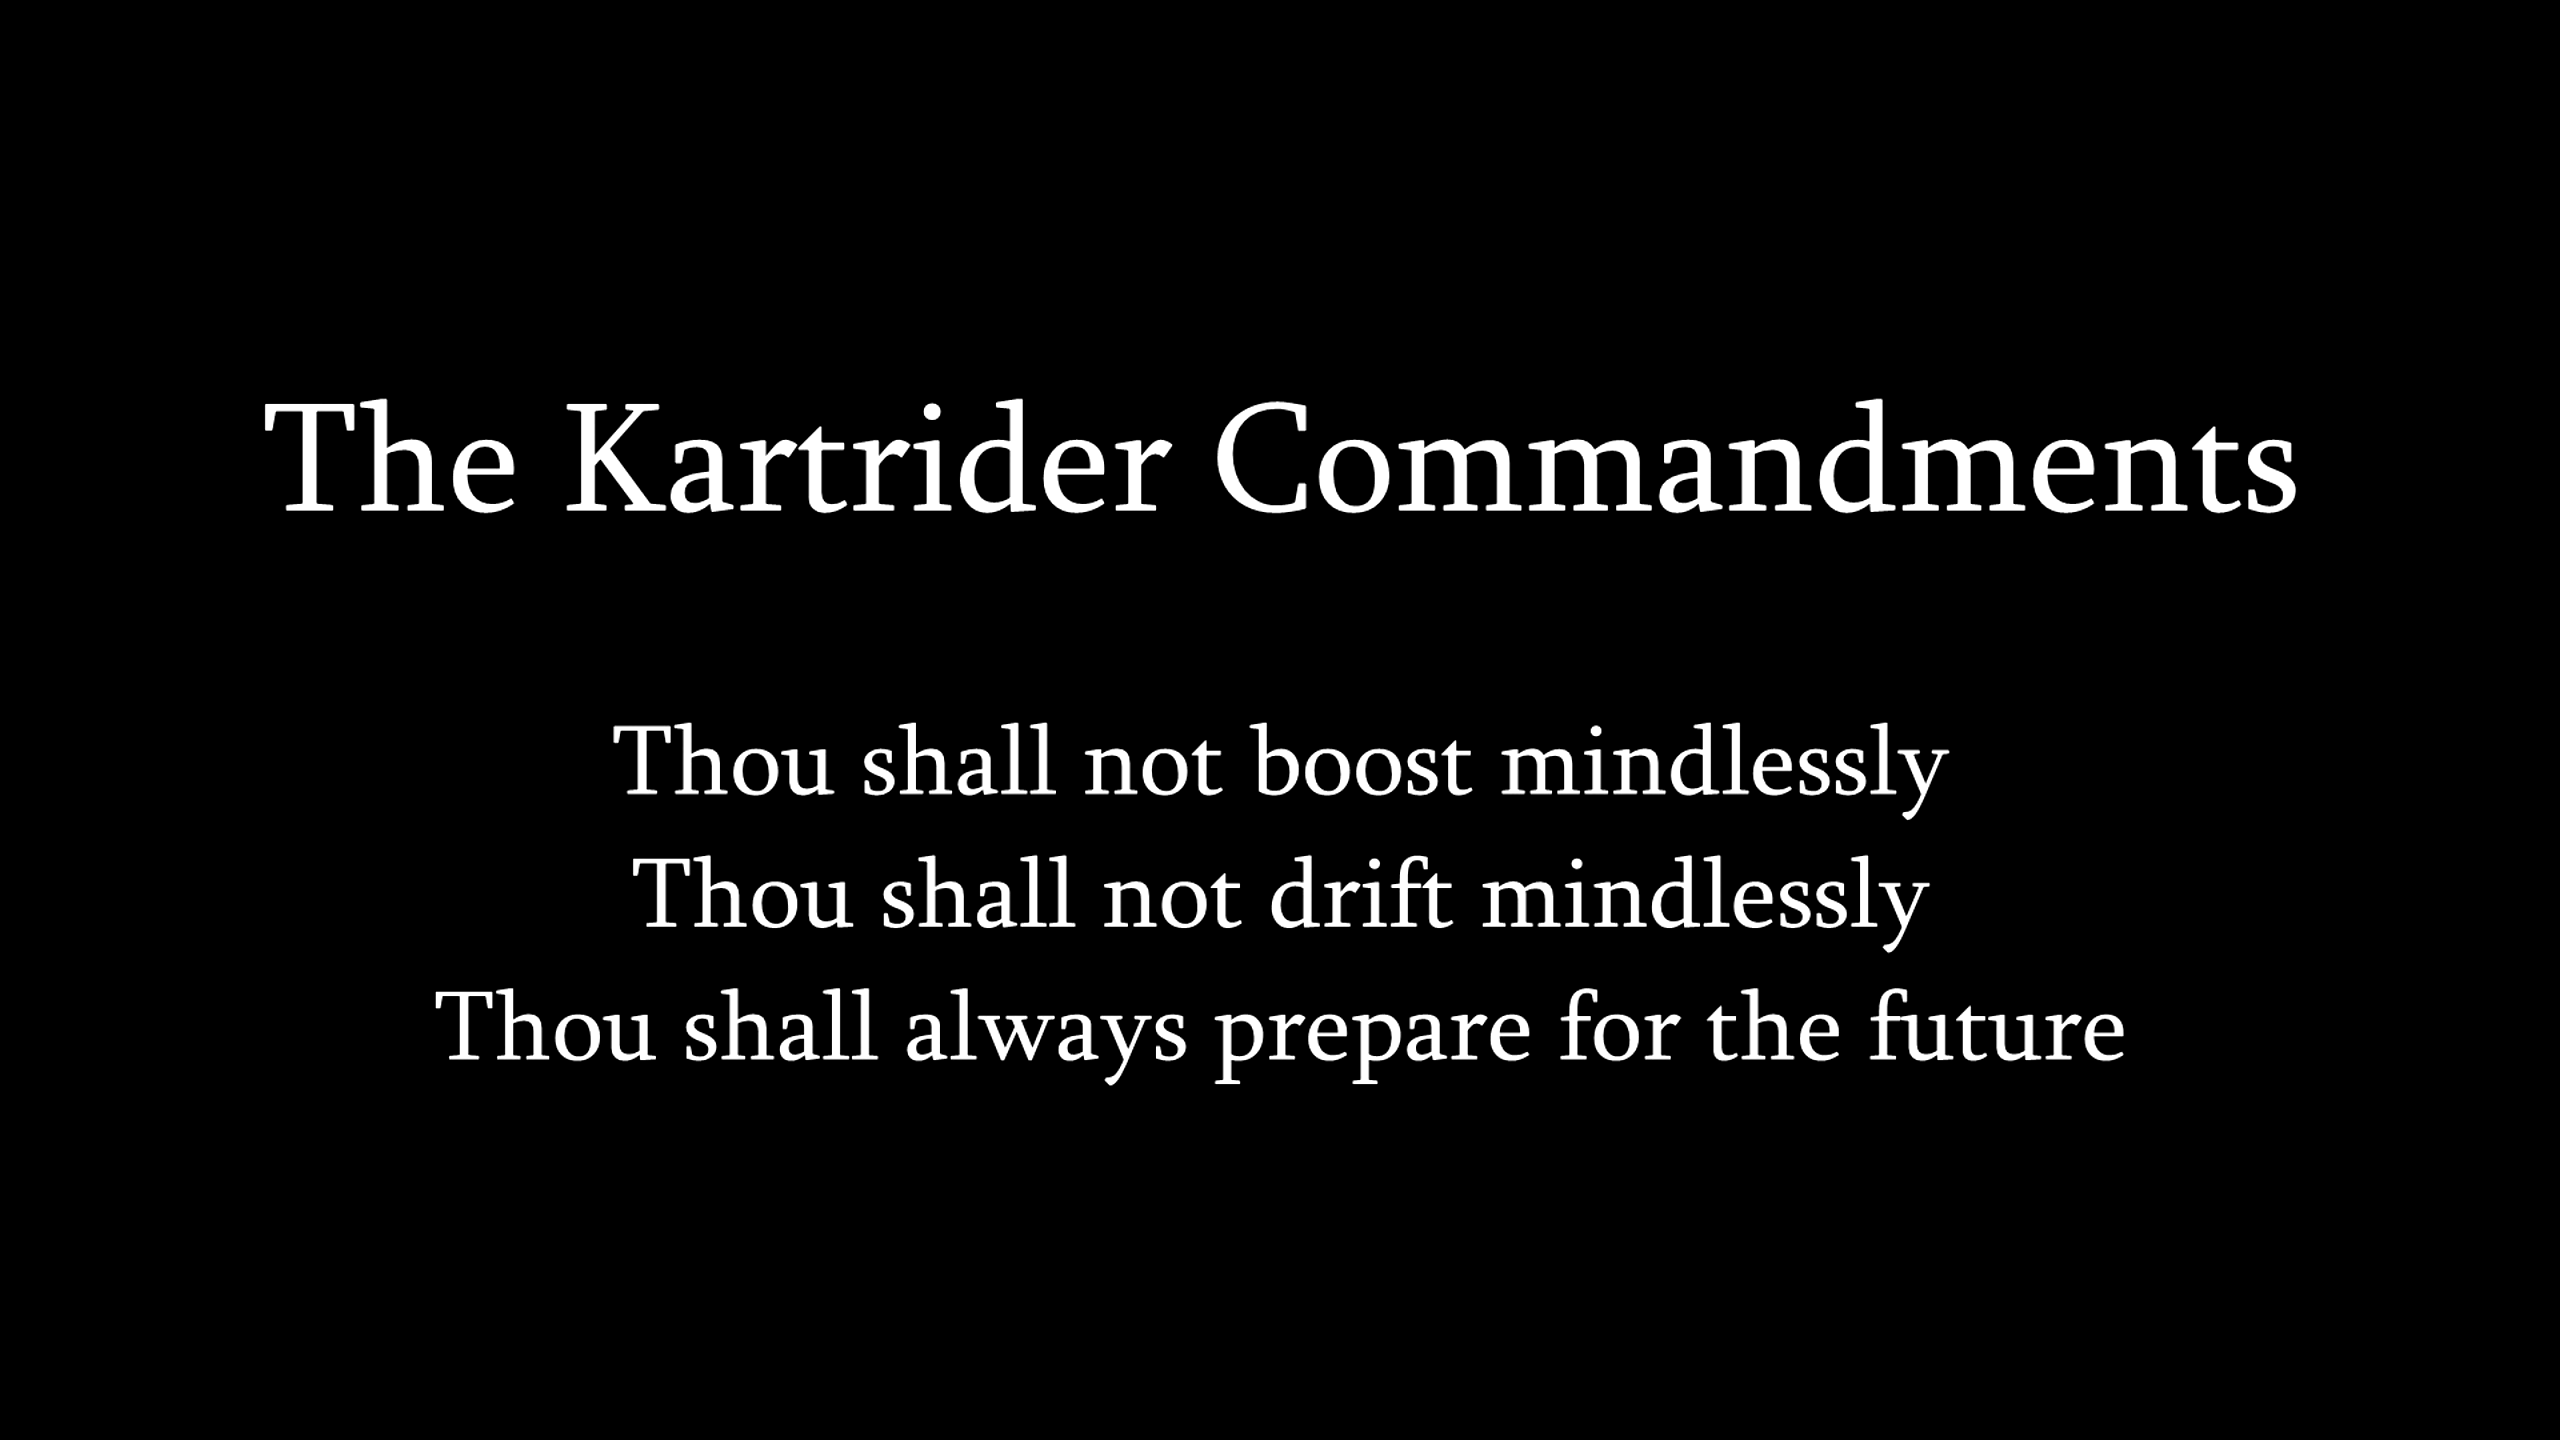 The Kartrider Commandments
Thou shall not boost mindlessly
Thou shall not drift mindlessly
Thou shall always prepare for the future